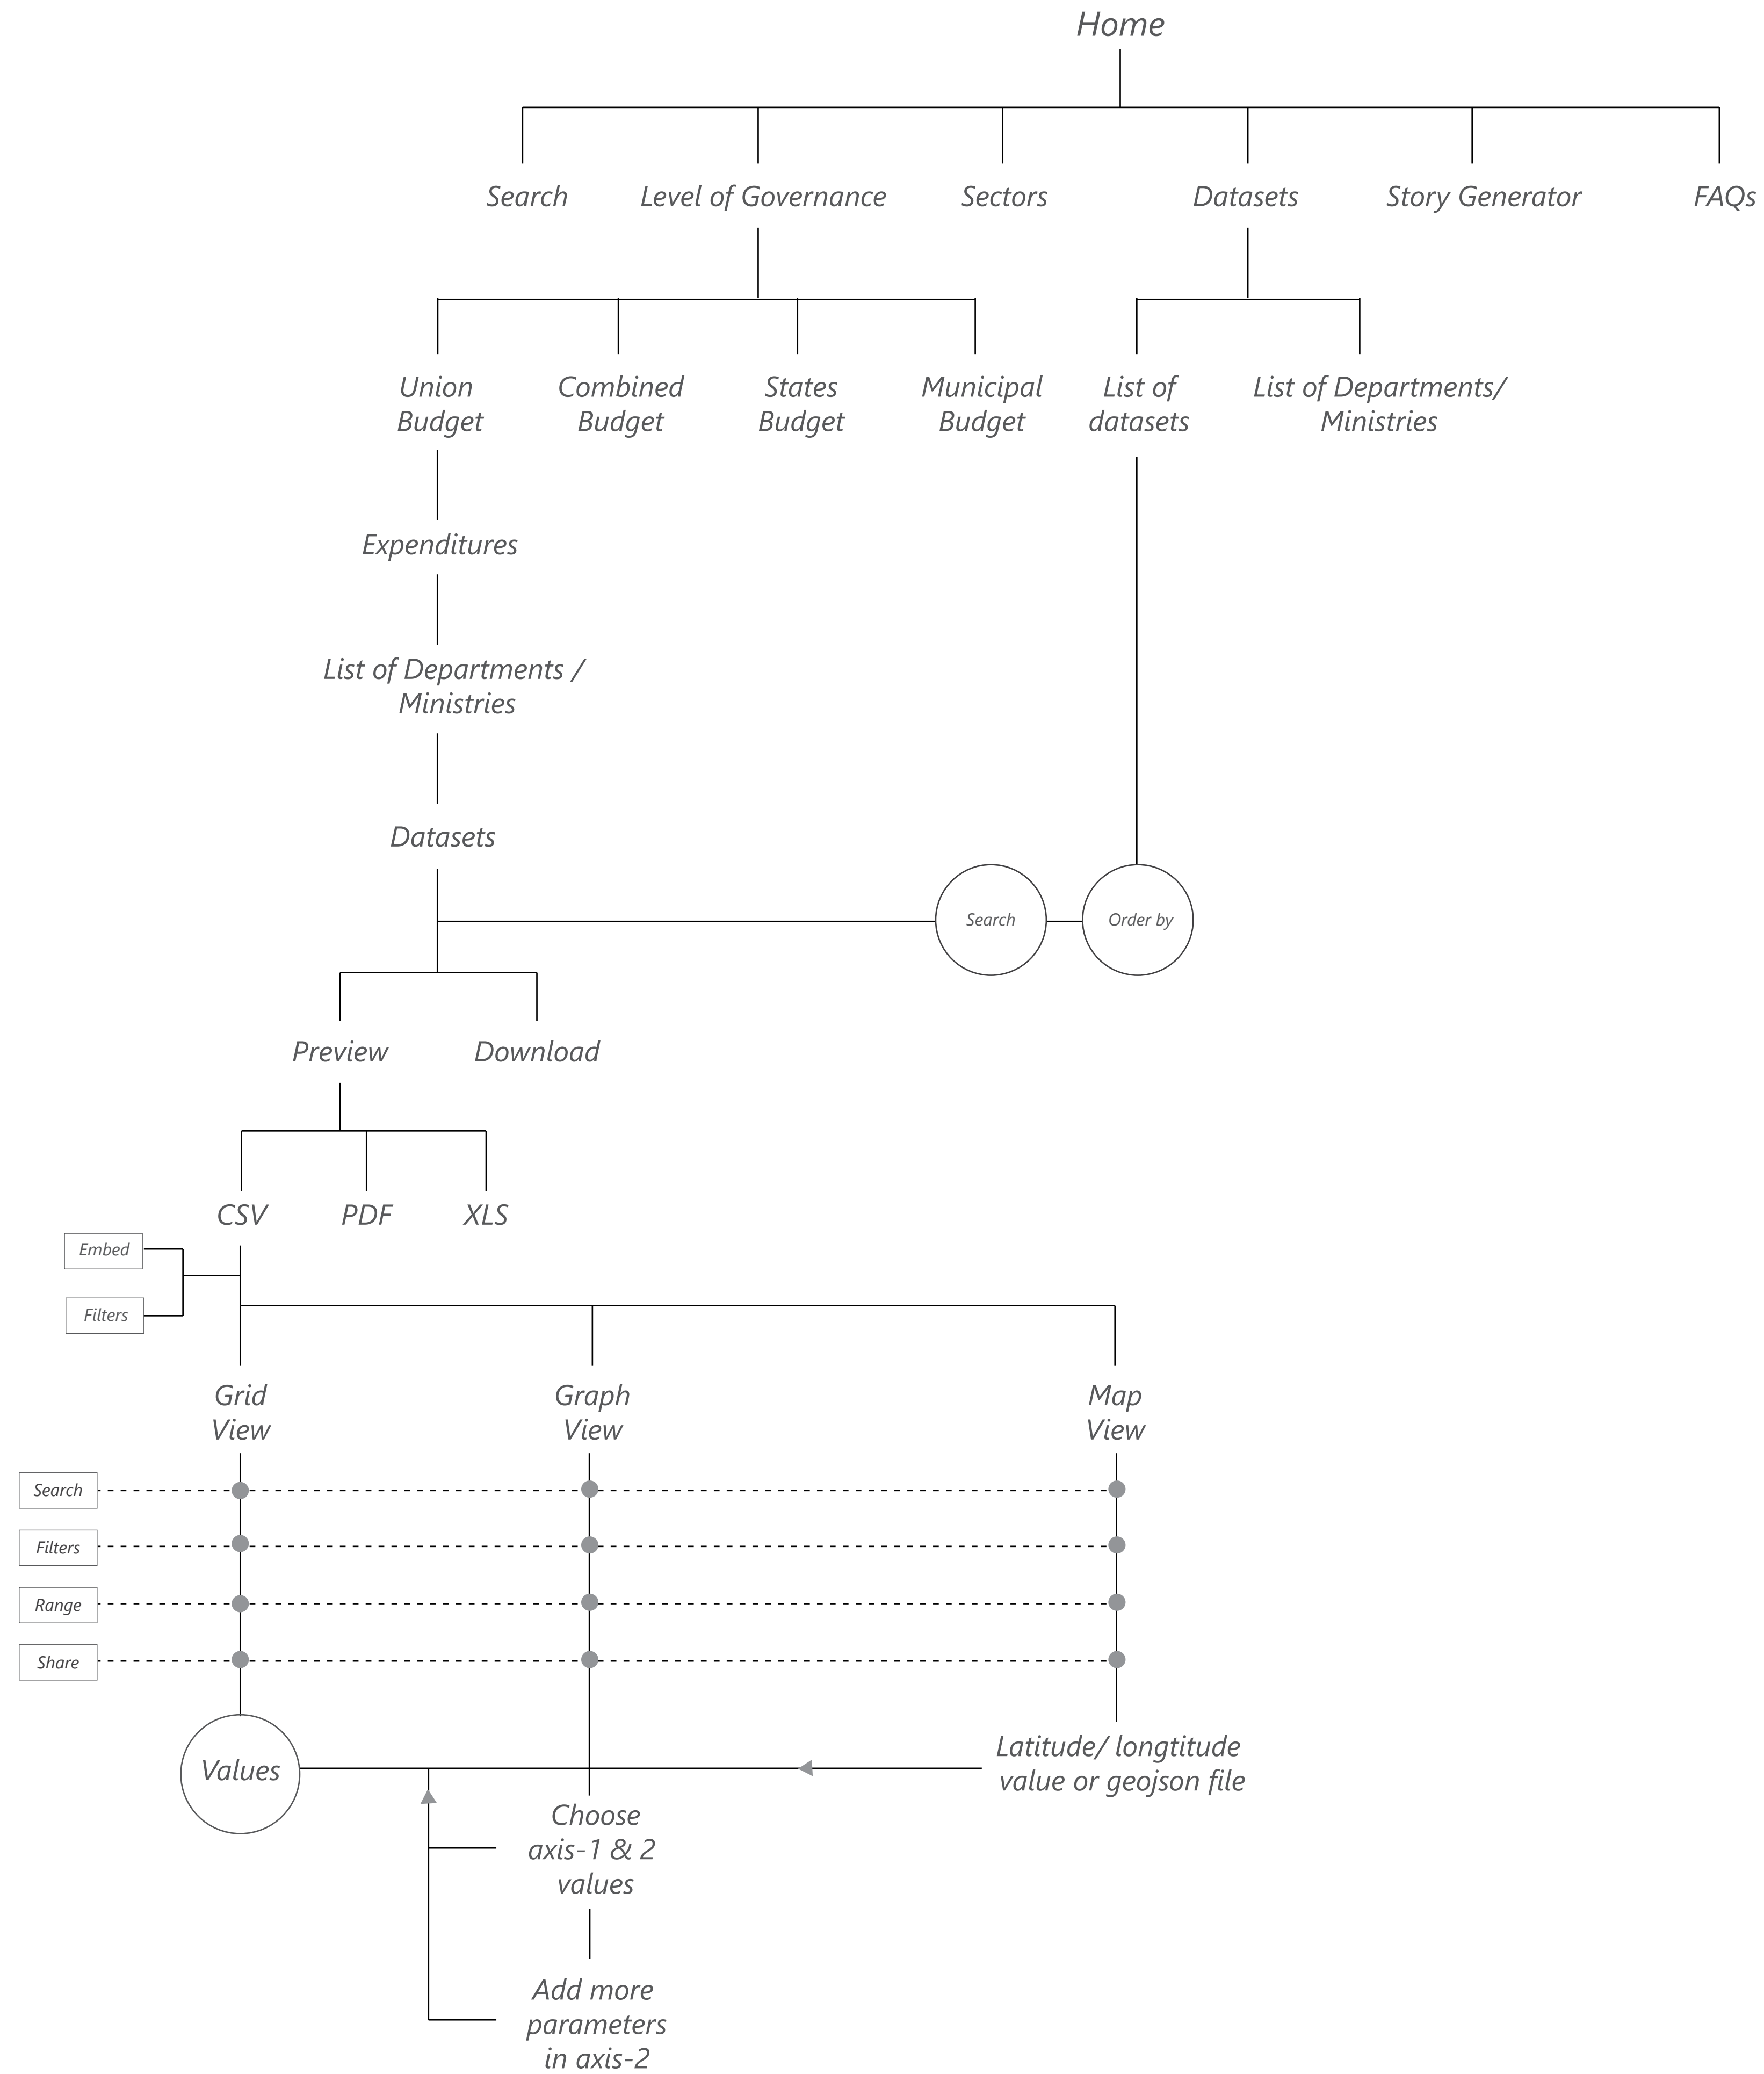 Home
Search
Level of Governance
Sectors
Datasets
Story Generator
FAQs
Union
Budget
Combined
Budget
States
Budget
Municipal
Budget
List of
datasets
List of Departments/
Ministries
Expenditures
List of Departments /
Ministries
Datasets
Search
Order by
Preview
Download
CSV
PDF
XLS
Embed
Filters
Grid
View
Graph
View
Map
View
Search
Filters
Range
Share
Values
Latitude/ longtitude
value or geojson file
Choose
axis-1 & 2
values
Add more
parameters
in axis-2